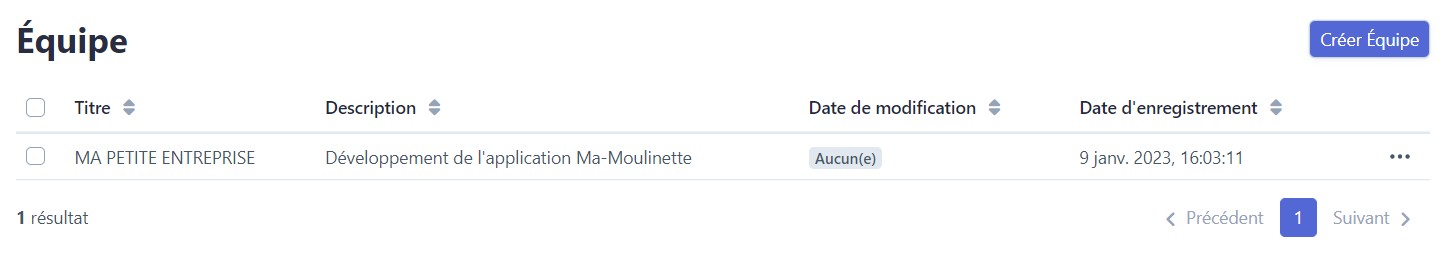 Équipe
Créer Équipe
Titre Description Date de modification Date d'enregistrement
MA PETITE ENTREPRISE Développement de l'application Ma-Moulinette Aucun(e) 9 janv. 2023, 16:03:11
1 résultat Précédent 1 Suivant